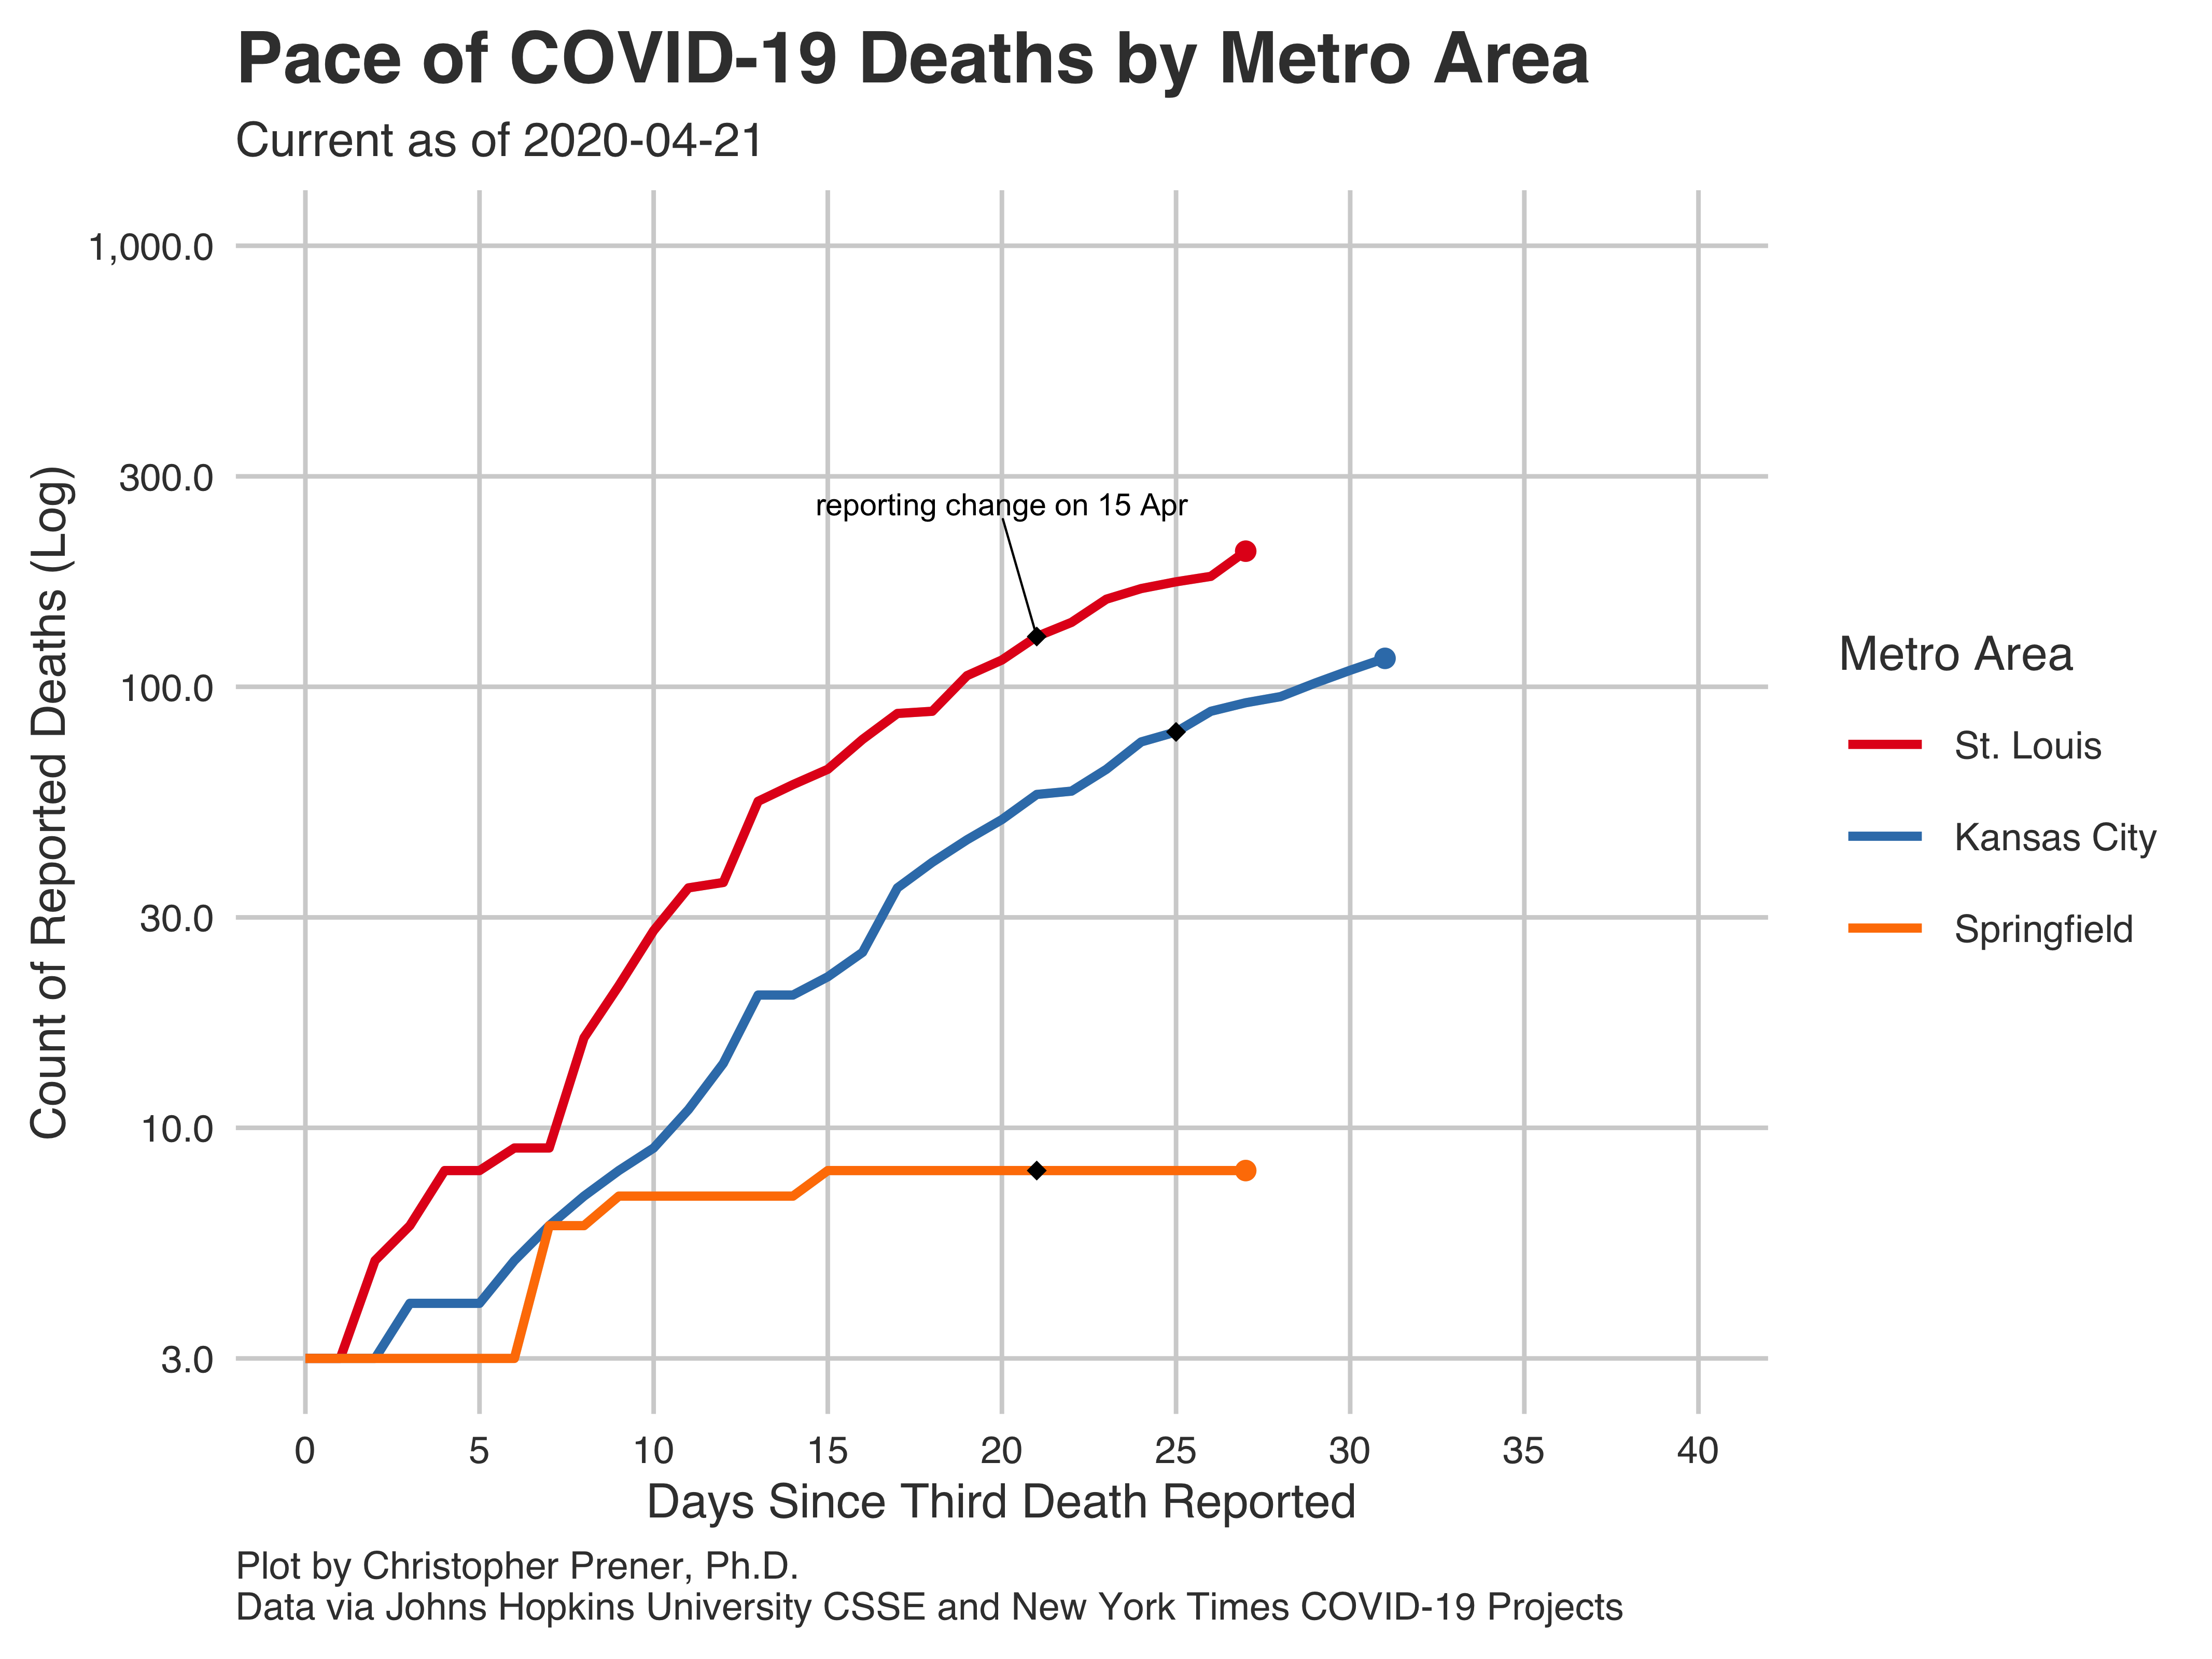 Pace of COVID-19 Deaths by Metro Area
Current as of 2020-04-21
Count of Reported Deaths (Log)
1,000.0
300.0
100.0
30.0
10.0
3.0
reporting change on 15 Apr
Metro Area
St. Louis
Kansas City
Springfield
0 5 10 15 20 25 30 35 40
Days Since Third Death Reported
Plot by Christopher Prener, Ph.D.
Data via Johns Hopkins University CSSE and New York Times COVID-19 Projects